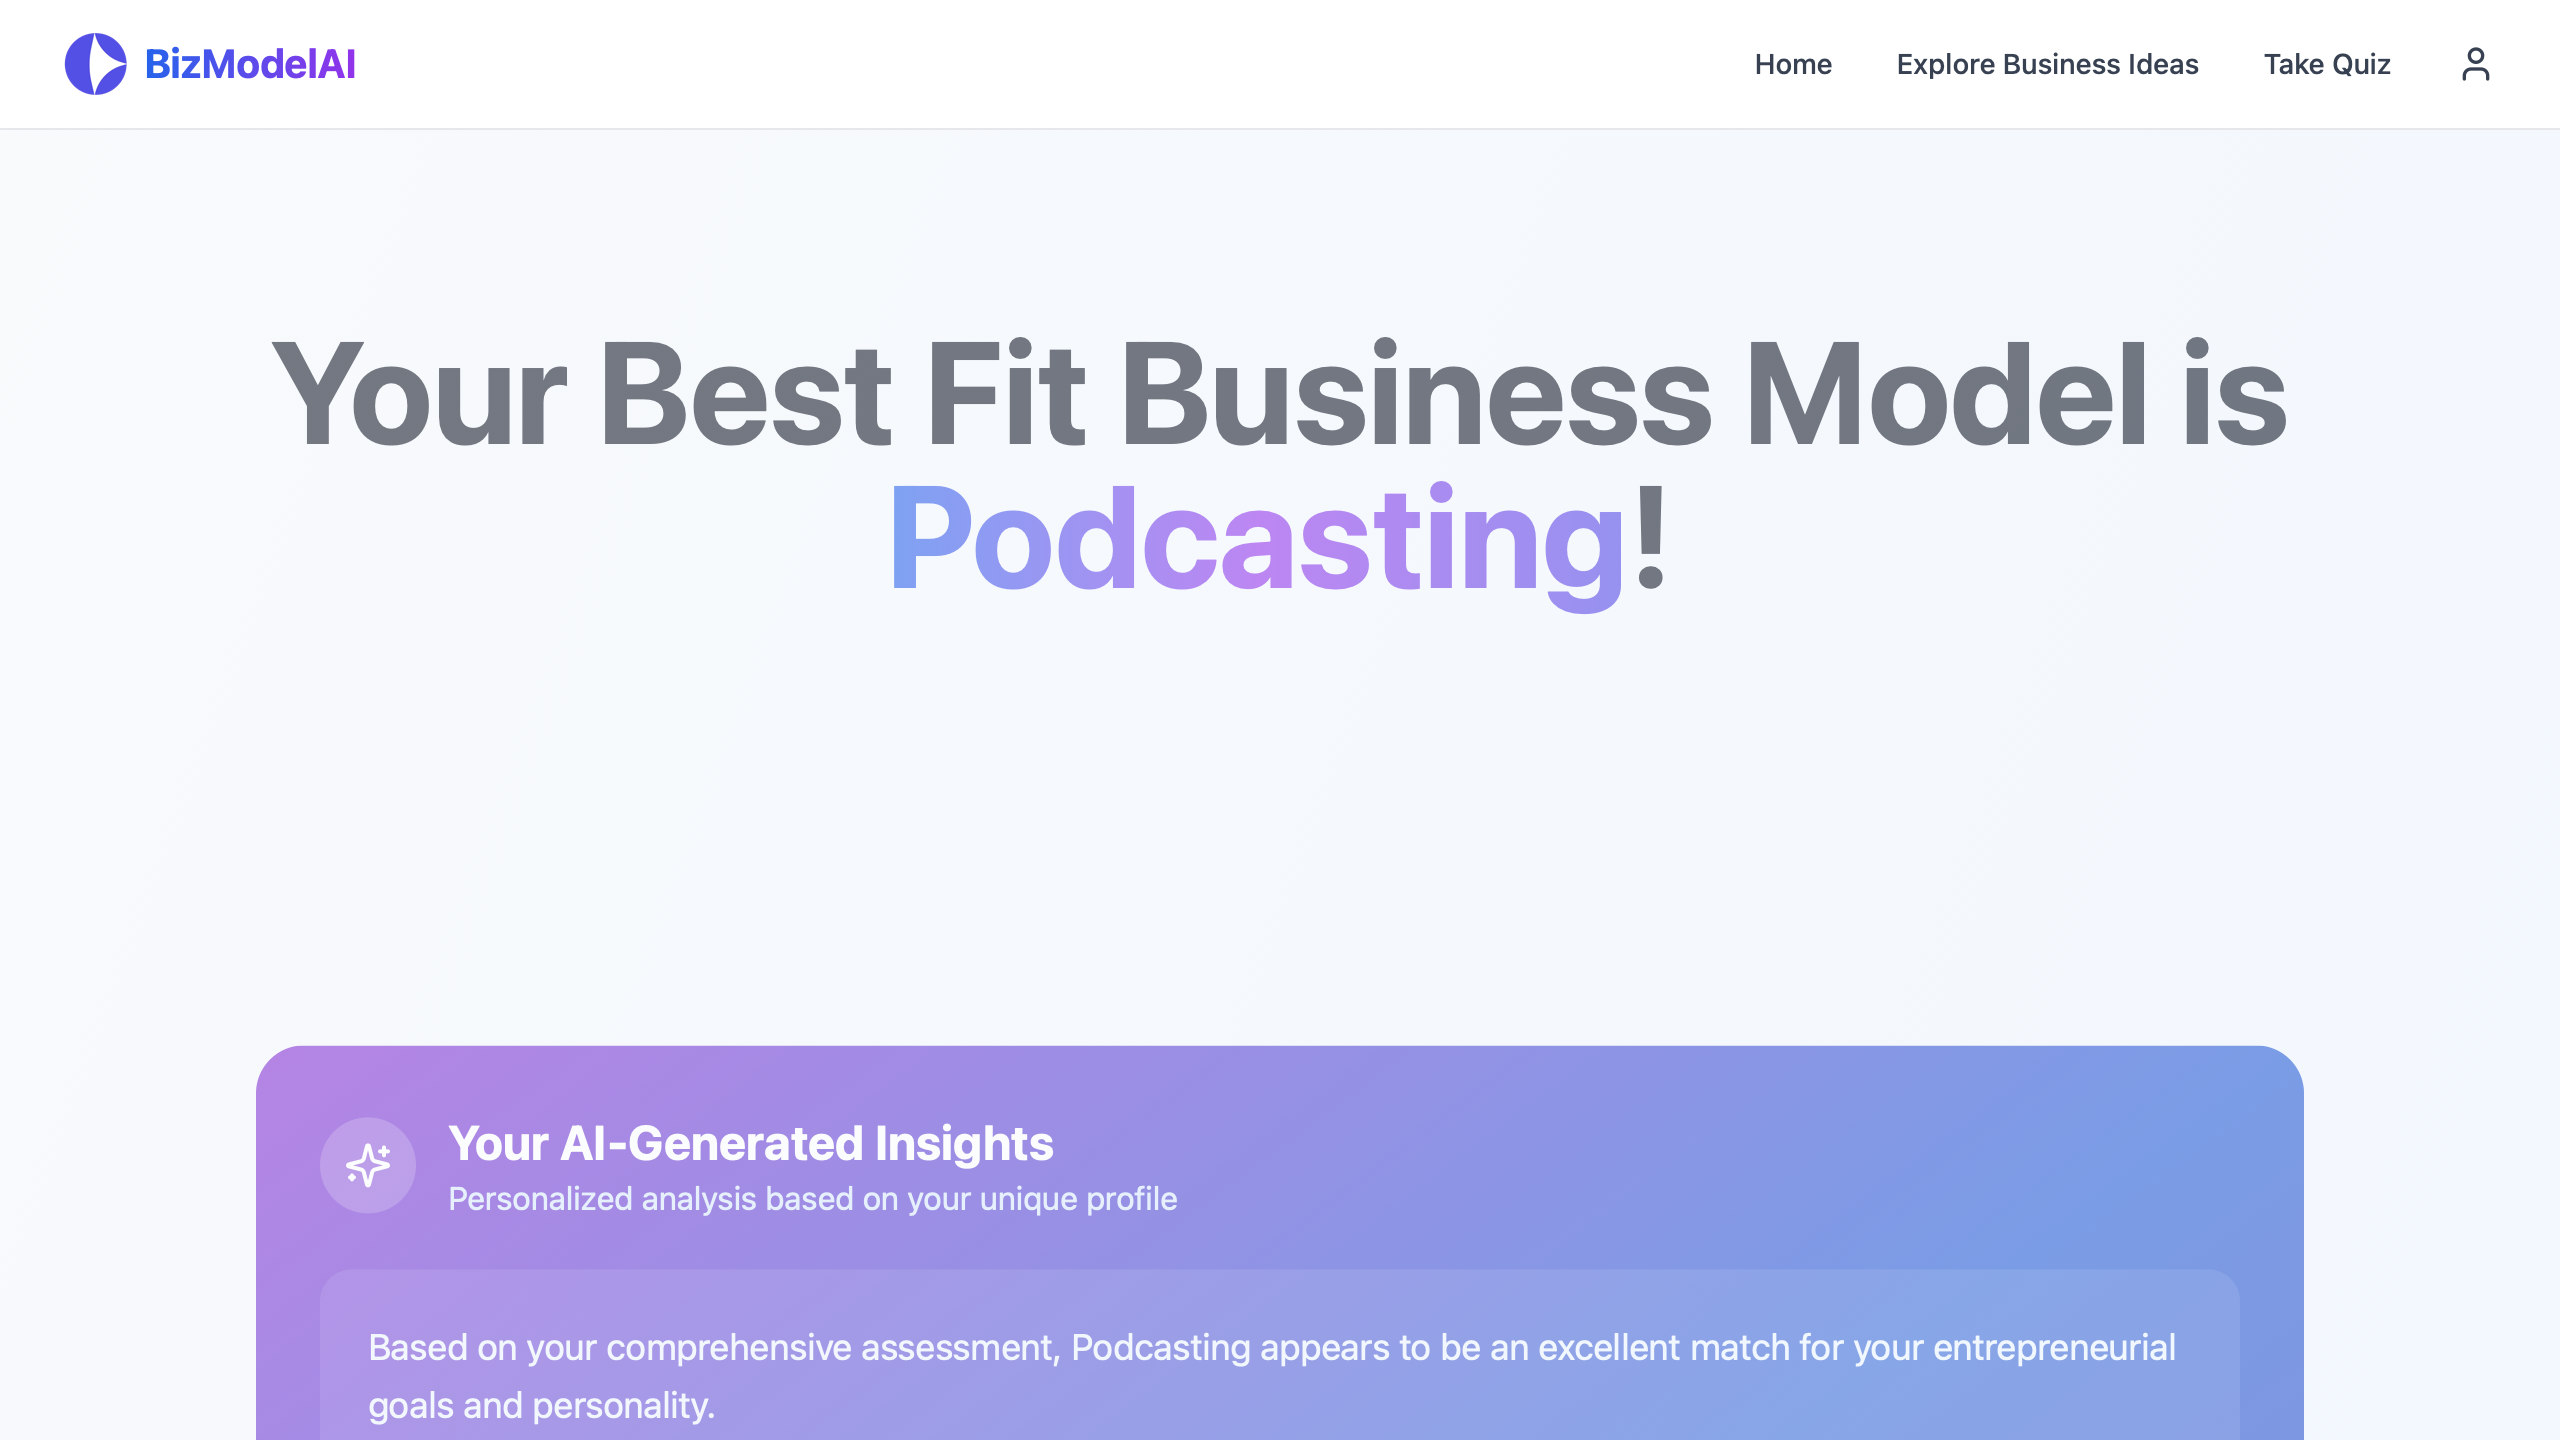 BizModelAI
Home
Explore Business Ideas
Take Quiz
Your Best Fit Business Model is
Podcasting!
Your AI-Generated Insights
Personalized analysis based on your unique profile
Based on your comprehensive assessment, Podcasting appears to be an excellent match for your entrepreneurial
goals and personality.